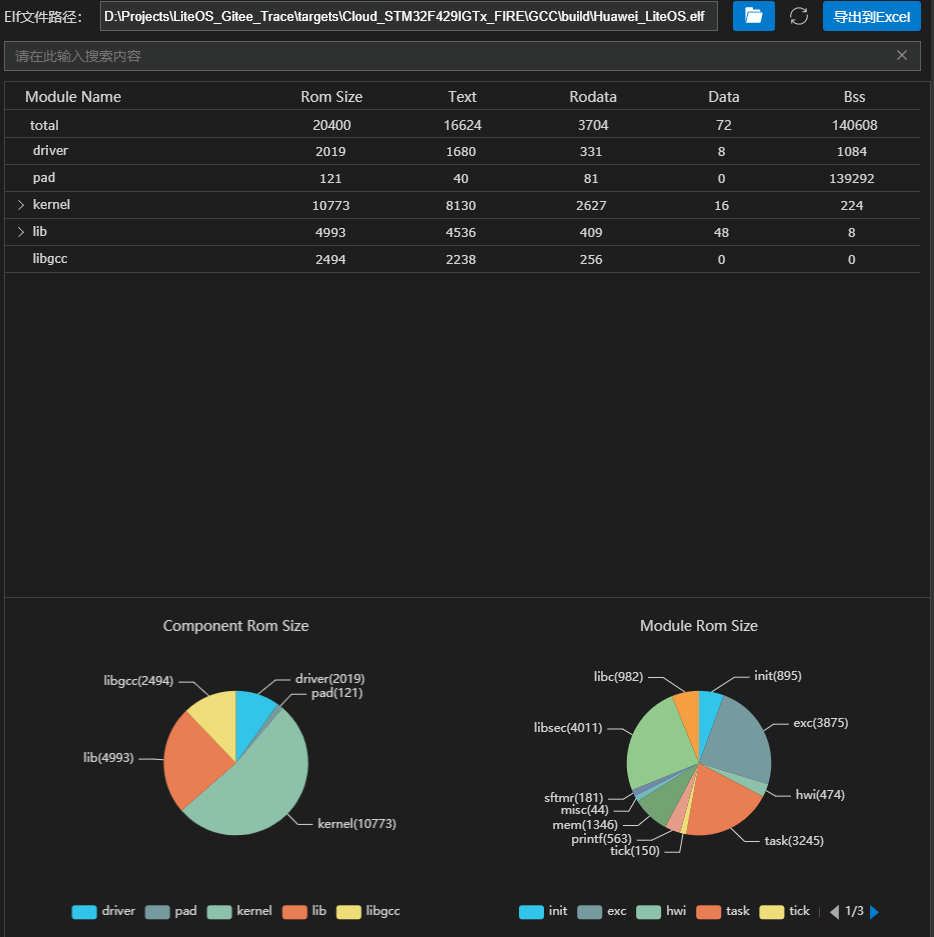 Elf文件路径： D:\Projects\LiteOS_Gitee_Trace\targets\Cloud_STM32F429IGTx_FIRE\GCC\build\Huawei_LiteOS.elf 导出到Excel
请在此输入搜索内容
Module Name Rom Size Text Rodata Data Bss
total 20400 16624 3704 72 140608
driver 2019 1680 331 8 1084
pad 121 40 81 0 139292
kernel 10773 8130 2627 16 224
lib 4993 4536 409 48 8
libgcc 2494 2238 256 0 0
Component Rom Size
libgcc(2494)
driver(2019)
pad(121)
lib(4993)
kernel(10773)
driver pad kernel lib libgcc
Module Rom Size
libc(982)
init(895)
libsec(4011)
exc(3875)
sftmr(181)
hwi(474)
misc(44)
mem(1346)
printf(563)
task(3245)
tick(150)
init exc hwi task tick 1/3